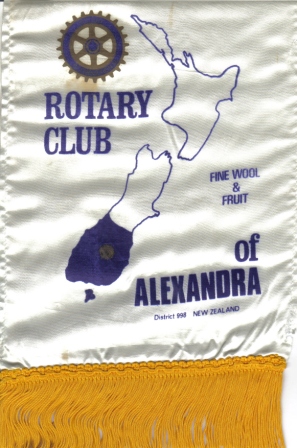 ROTARY
CLUB
FINE WOOL
&
FRUIT
of
ALEXANDRA
District 998 NEW ZEALAND